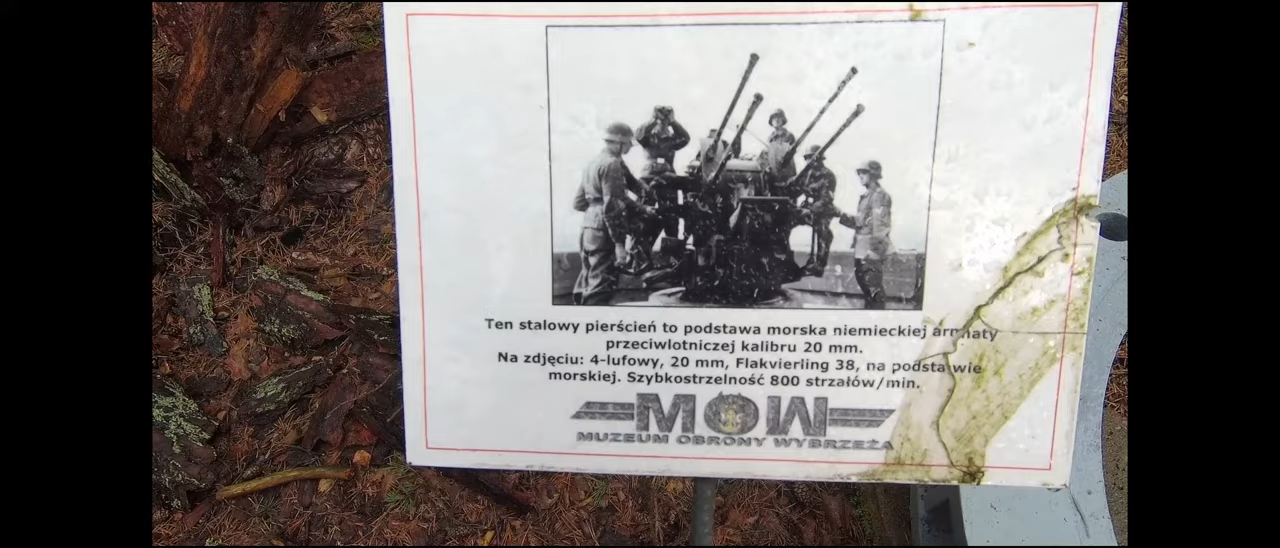 Ten stalowy pierścień to podstawa morska niemieckiej armaty
przeciwlotniczej kalibru 20 mm.
Na zdjęciu: 4-lufowy, 20 mm, Flakvierling 38, na podstawie
morskiej. Szybkostrzelność 800 strzałów/min.
MOW
MUZEUM OBRONY WYBRZEŻA